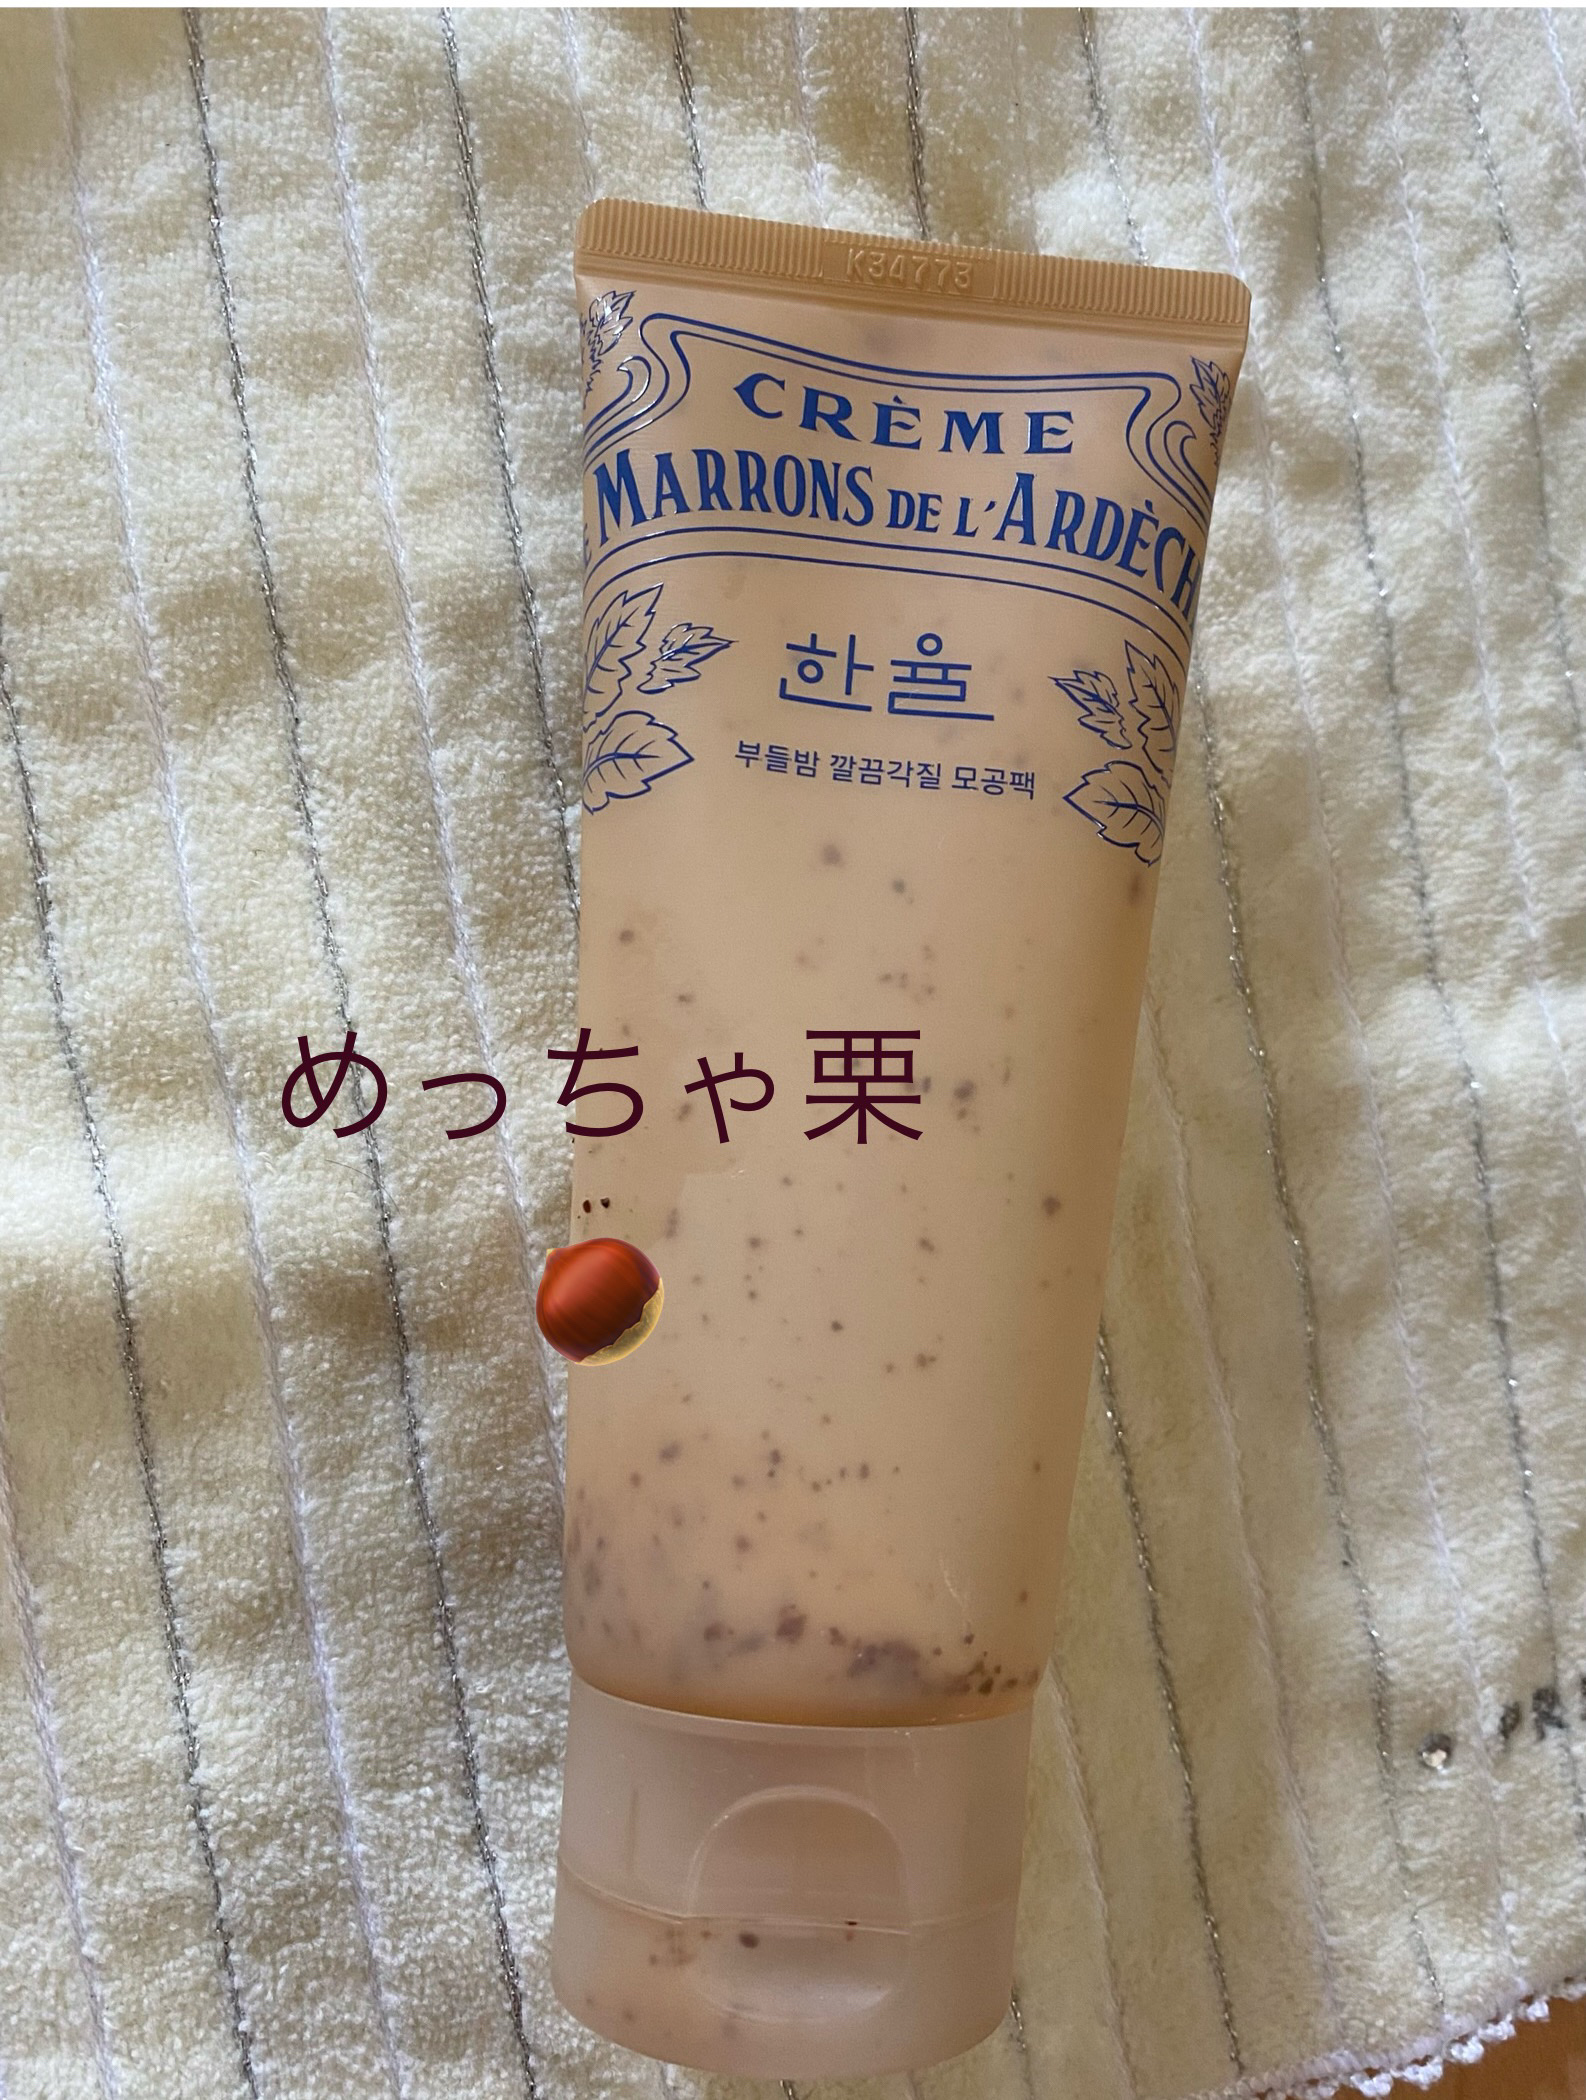 K34773
CRÈME
MARRONS DE L'ARDÈCH
한율
부들밤 깔끔각질 모공팩
めっちゃ栗